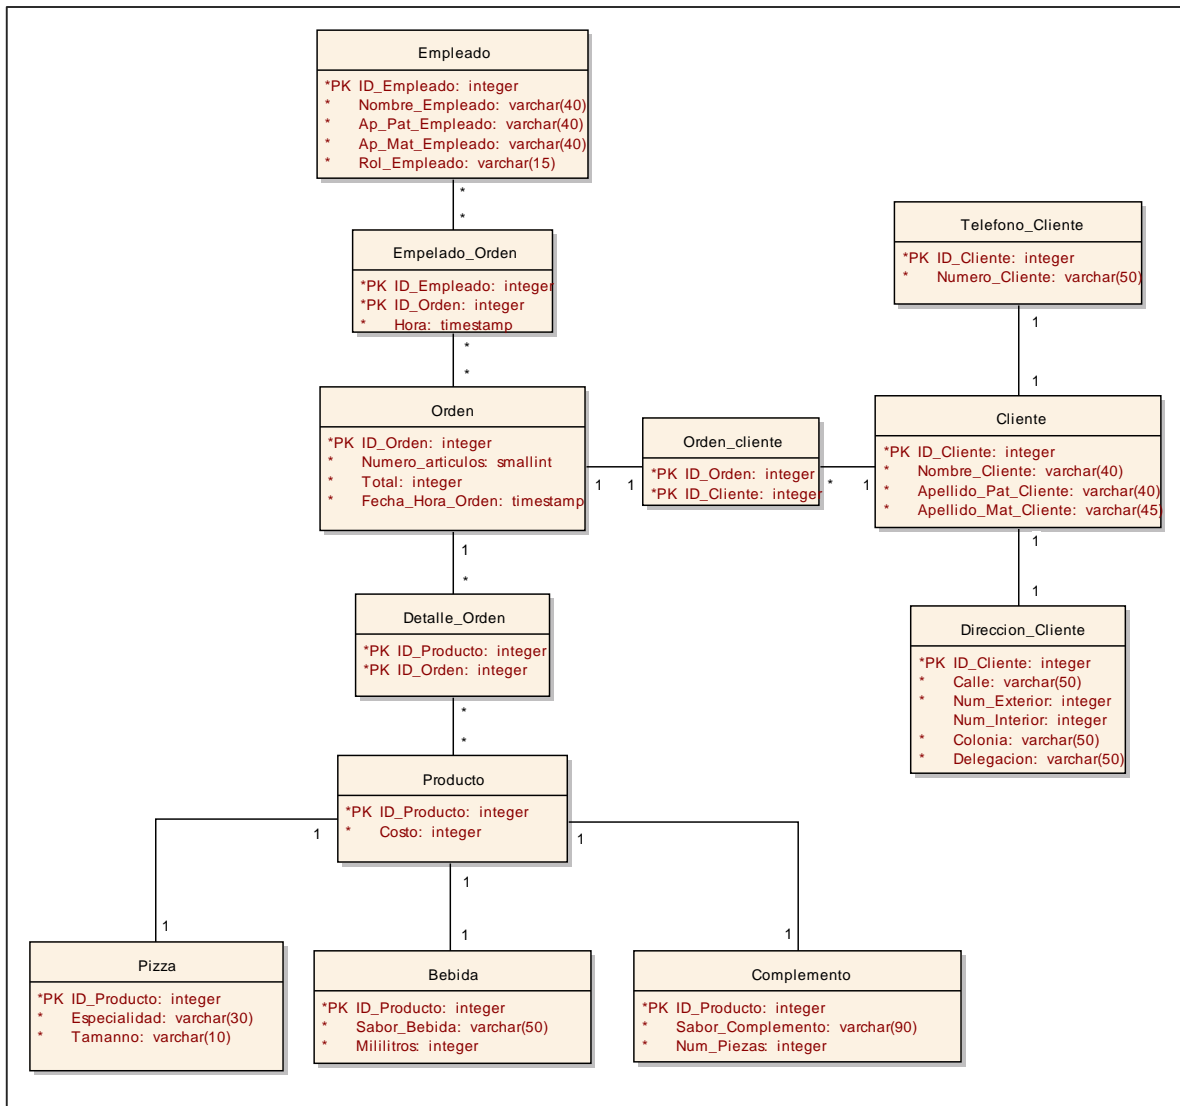 Empleado
*PK ID_Empleado: integer
* Nombre_Empleado: varchar(40)
* Ap_Pat_Empleado: varchar(40)
* Ap_Mat_Empleado: varchar(40)
* Rol_Empleado: varchar(15)
*
*
Empelado_Orden
*PK ID_Empleado: integer
*PK ID_Orden: integer
* Hora: timestamp
*
*
Telefono_Cliente
*PK ID_Cliente: integer
* Numero_Cliente: varchar(50)
1
1
Orden
*PK ID_Orden: integer
* Numero_articulos: smallint
* Total: integer
* Fecha_Hora_Orden: timestamp
1
1
Orden_cliente
*PK ID_Orden: integer
*PK ID_Cliente: integer
*
1
Cliente
*PK ID_Cliente: integer
* Nombre_Cliente: varchar(40)
* Apellido_Pat_Cliente: varchar(40)
* Apellido_Mat_Cliente: varchar(45)
1
1
Direccion_Cliente
*PK ID_Cliente: integer
* Calle: varchar(50)
* Num_Exterior: integer
Num_Interior: integer
* Colonia: varchar(50)
* Delegacion: varchar(50)
1
*
Detalle_Orden
*PK ID_Producto: integer
*PK ID_Orden: integer
*
*
Producto
*PK ID_Producto: integer
* Costo: integer
1
1
1
1
1
1
Pizza
*PK ID_Producto: integer
* Especialidad: varchar(30)
* Tamanno: varchar(10)
Bebida
*PK ID_Producto: integer
* Sabor_Bebida: varchar(50)
* Mililitros: integer
Complemento
*PK ID_Producto: integer
* Sabor_Complemento: varchar(90)
* Num_Piezas: integer